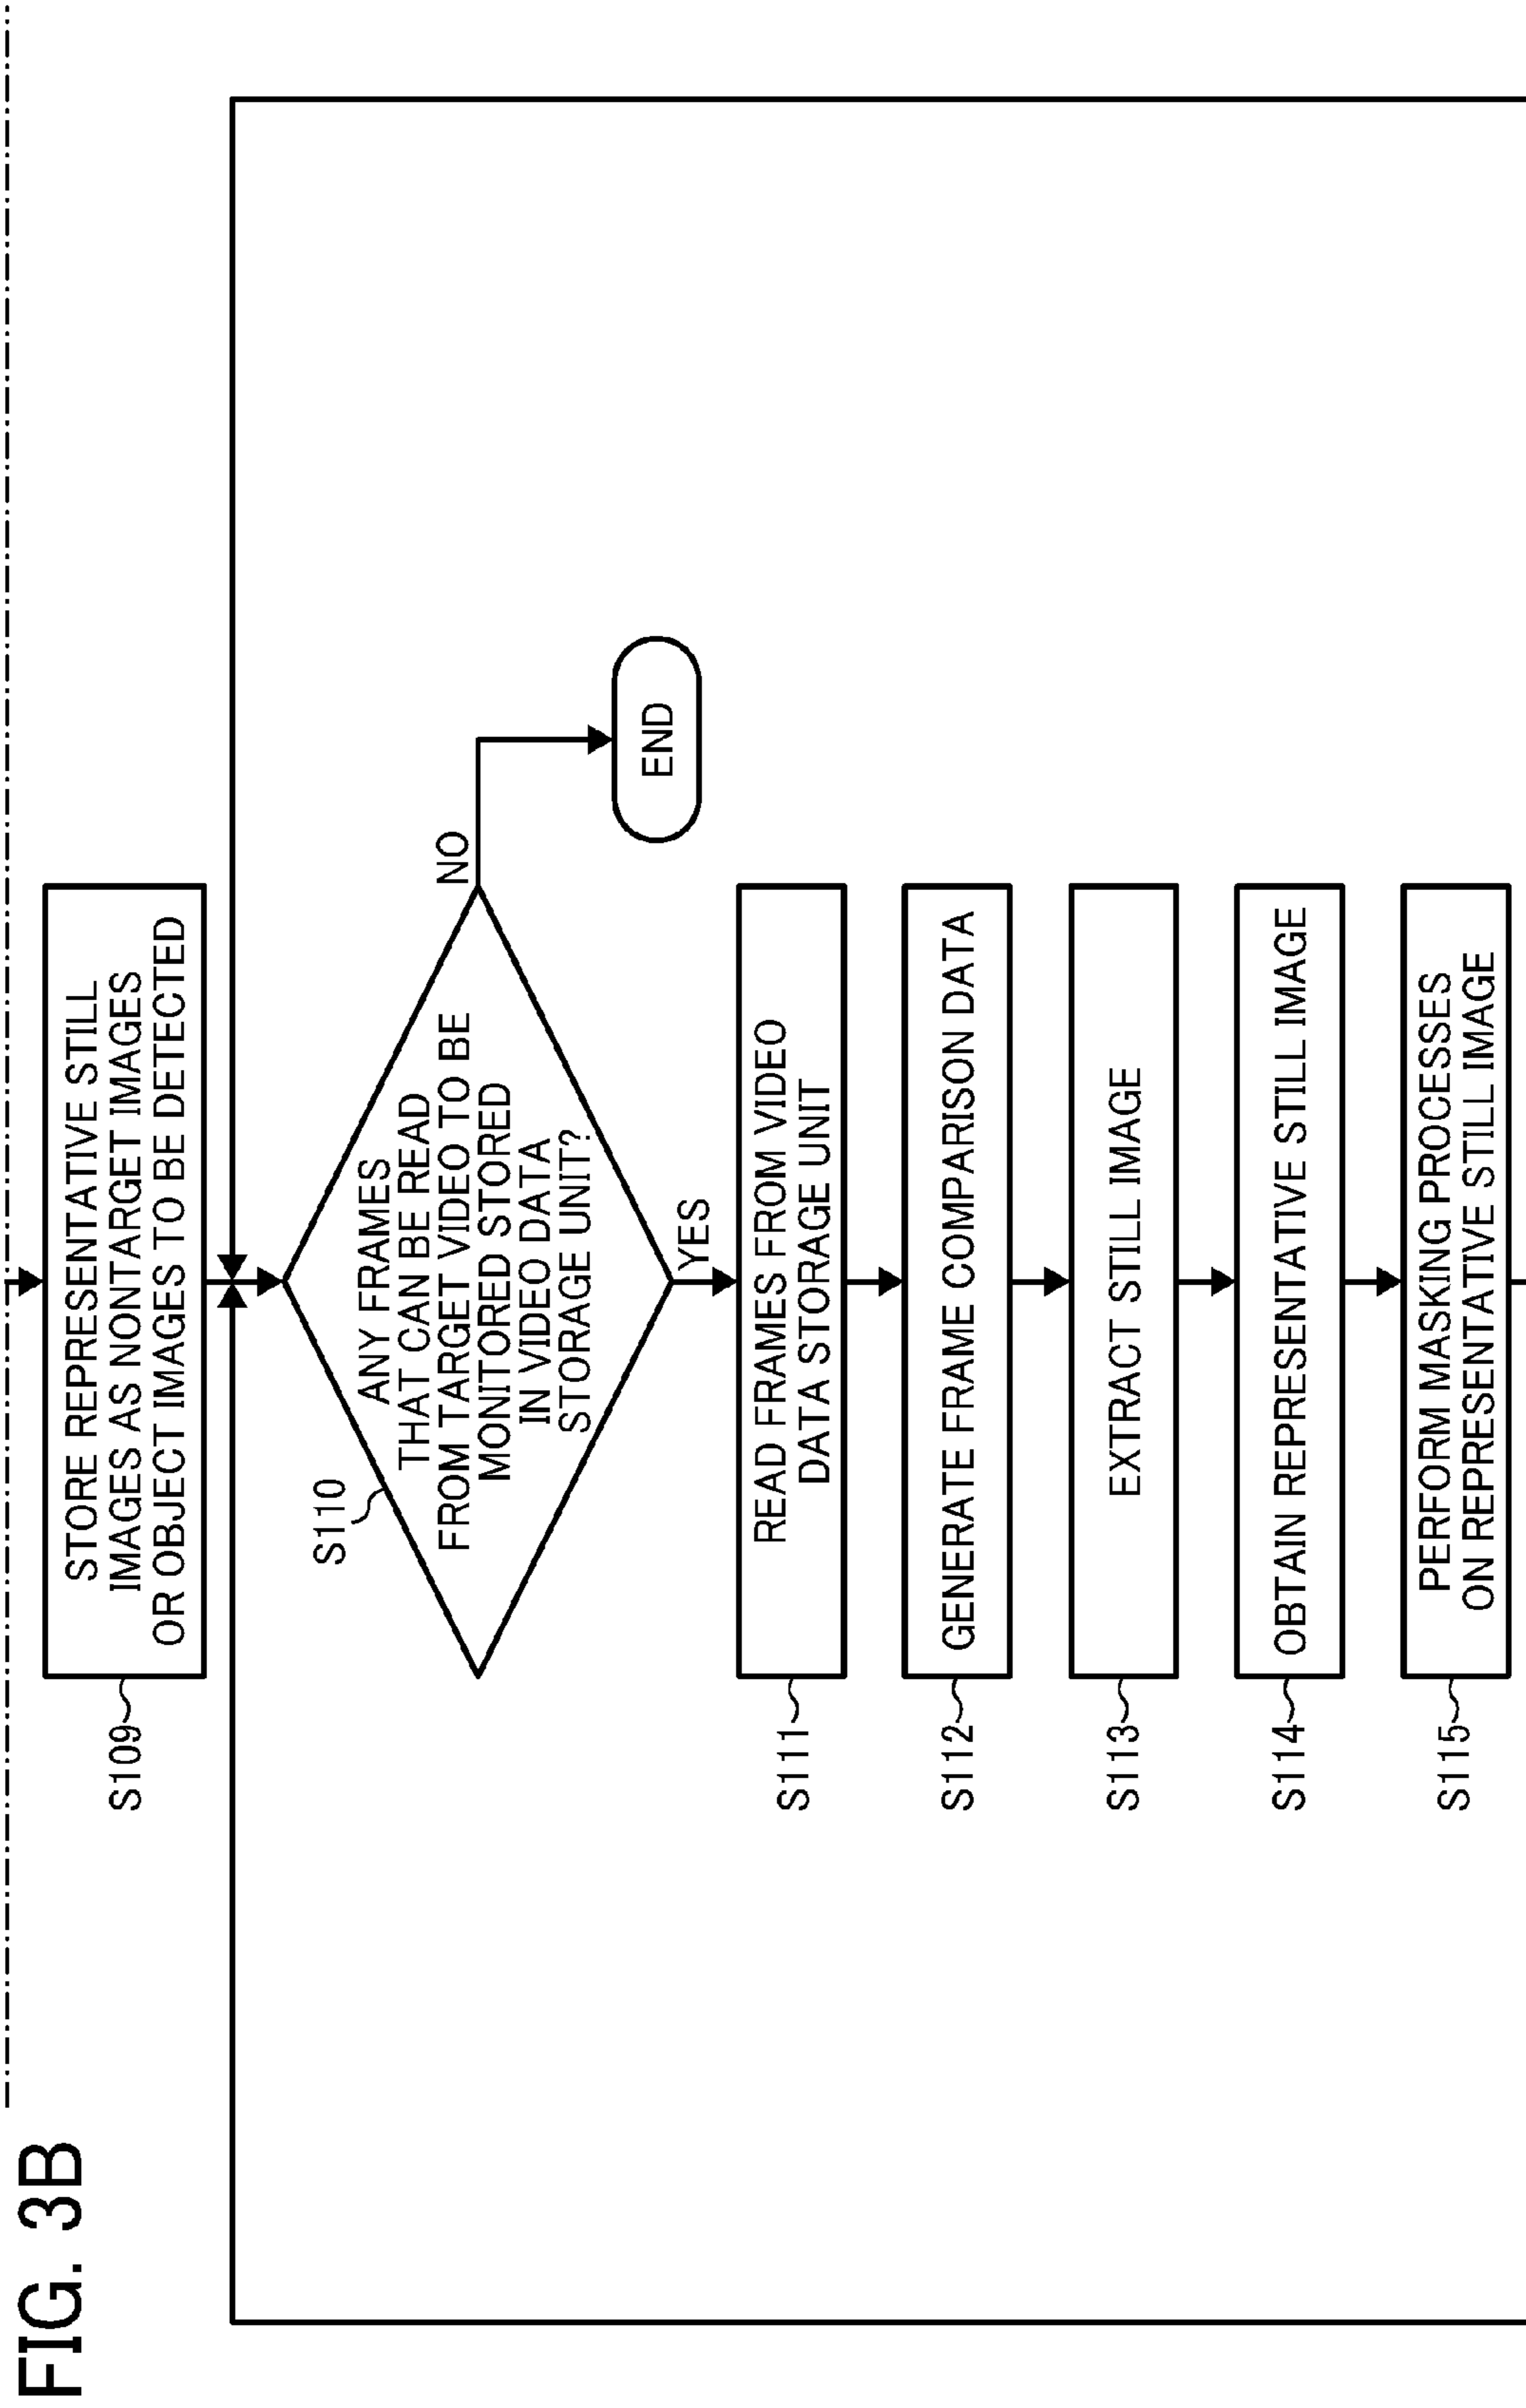 FIG. 3B
S109
STORE REPRESENTATIVE STILL
IMAGES AS NONTARGET IMAGES
OR OBJECT IMAGES TO BE DETECTED
S110
ANY FRAMES
THAT CAN BE READ
FROM TARGET VIDEO TO BE
MONITORED STORED
IN VIDEO DATA
STORAGE UNIT?
NO
END
YES
S111
READ FRAMES FROM VIDEO
DATA STORAGE UNIT
S112
GENERATE FRAME COMPARISON DATA
S113
EXTRACT STILL IMAGE
S114
OBTAIN REPRESENTATIVE STILL IMAGE
S115
PERFORM MASKING PROCESSES
ON REPRESENTATIVE STILL IMAGE